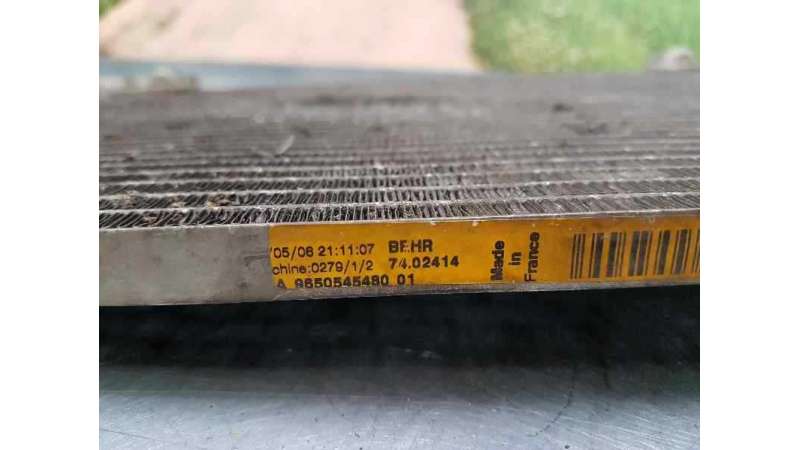 /05/06 21:11:07 BEHR
chine:0279/1/2 74.02414
A 9650545480 01
Made
in
France